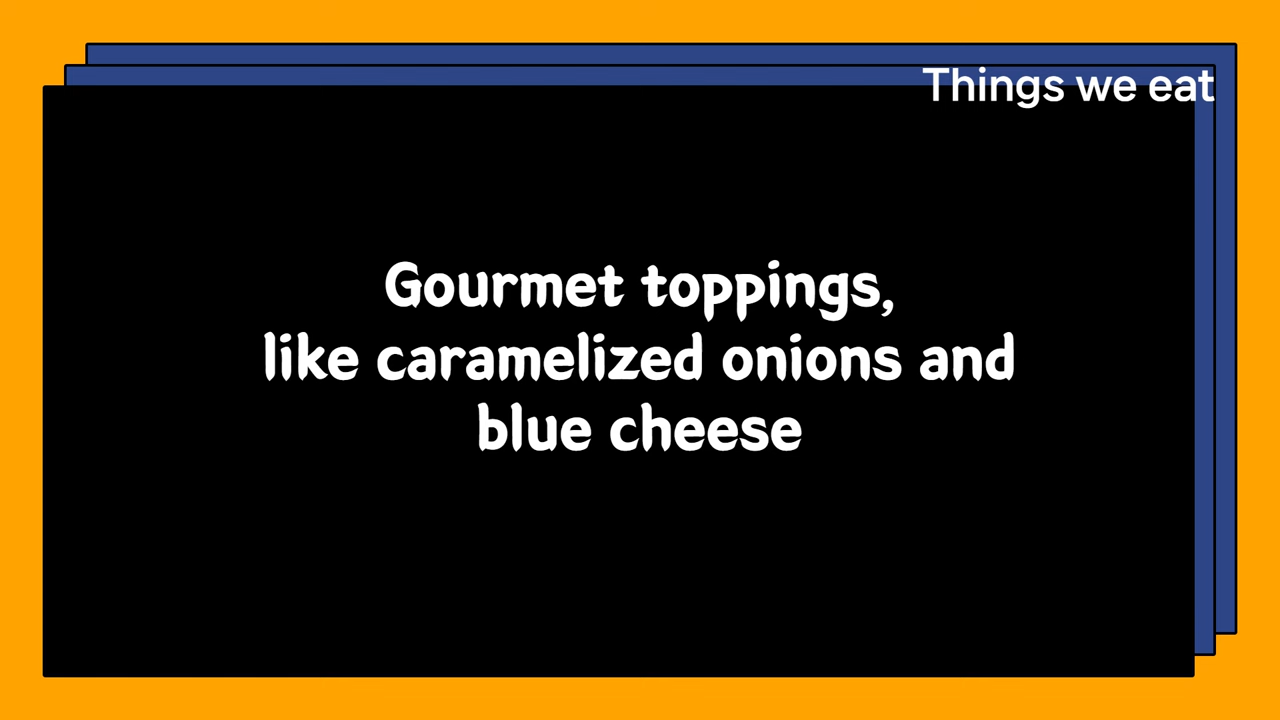 Things we eat
Gourmet toppings,
like caramelized onions and
blue cheese